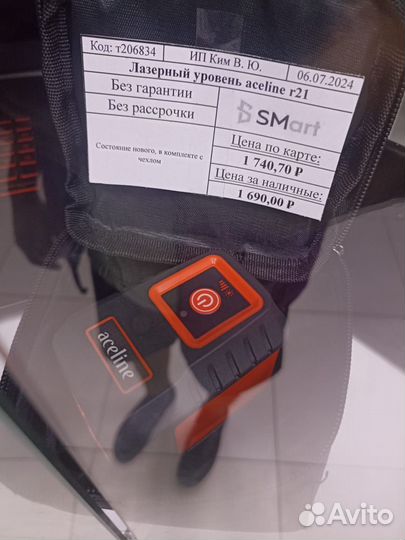 Код: т206834 ИП Ким В. Ю. 06.07.2024
Лазерный уровень aceline r21
Без гарантии
Без рассрочки
SMart
Состояние нового, в комплекте с
чехлом
Цена по карте:
1 740,70 ₽
Цена за наличные:
1 690,00 ₽
aceline
Avito